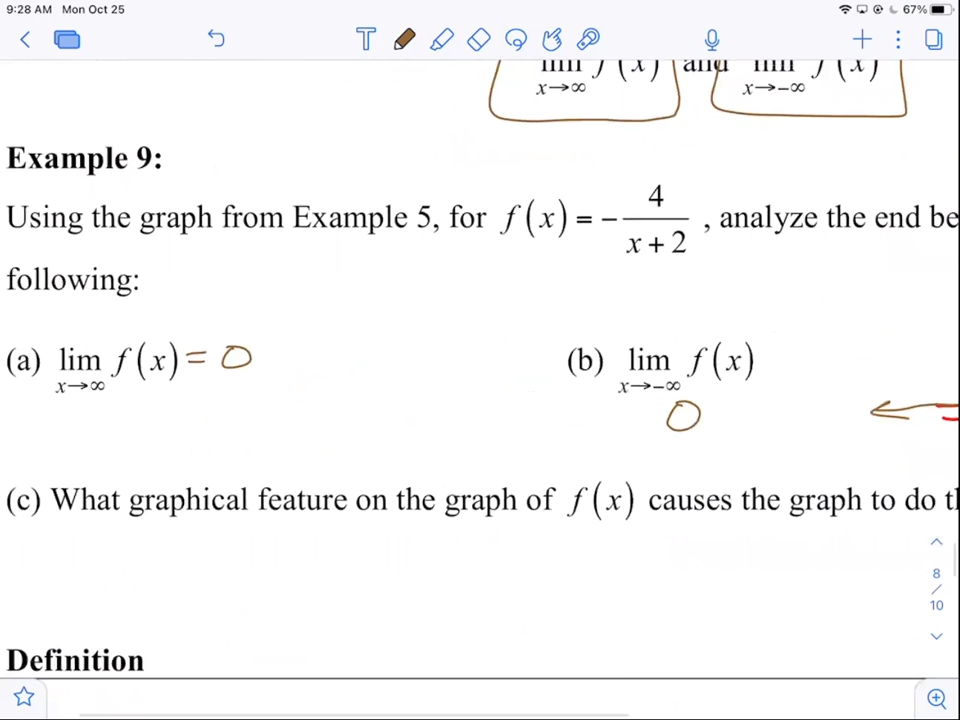 9:28 AM Mon Oct 25 67%
T
lim f(x) and lim f(x)
x→∞ x→-∞
Example 9:
Using the graph from Example 5, for f(x) = - 4/(x + 2) , analyze the end be
following:
(a) lim f(x) = 0 (b) lim f(x)
x→∞ x→-∞
0
(c) What graphical feature on the graph of f(x) causes the graph to do th
8
/
10
Definition